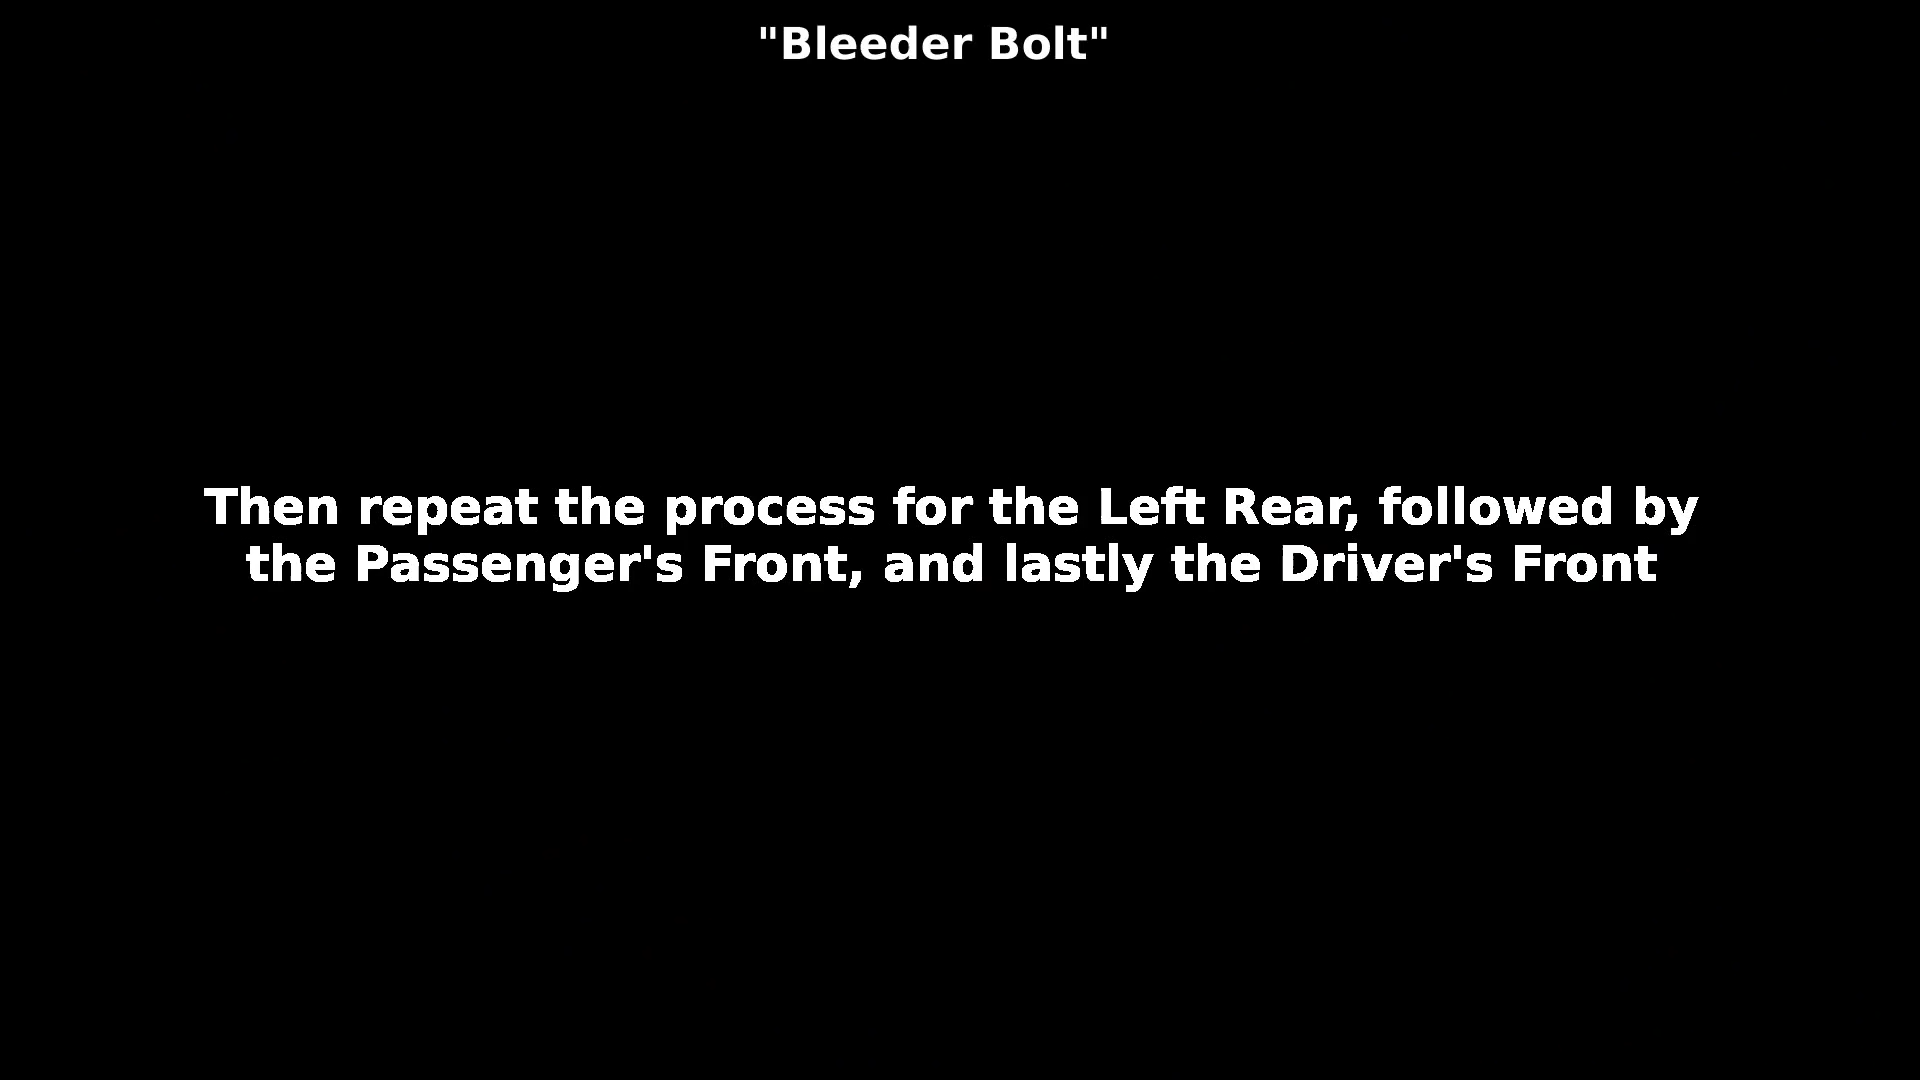 "Bleeder Bolt"
Then repeat the process for the Left Rear, followed by
the Passenger's Front, and lastly the Driver's Front